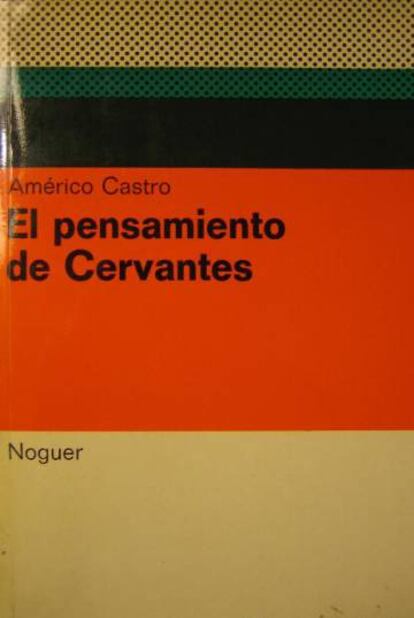 Américo Castro
El pensamiento
de Cervantes
Noguer